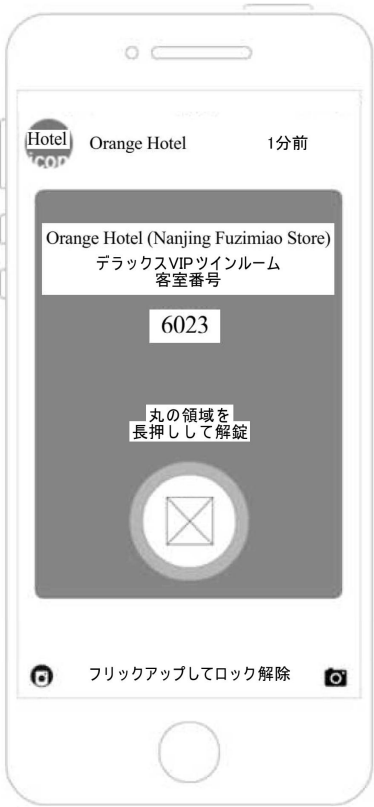 Hotel
icon
Orange Hotel
1分前
Orange Hotel (Nanjing Fuzimiao Store)
デラックスVIPツインルーム
客室番号
6023
丸の領域を
長押しして解錠
フリックアップしてロック解除